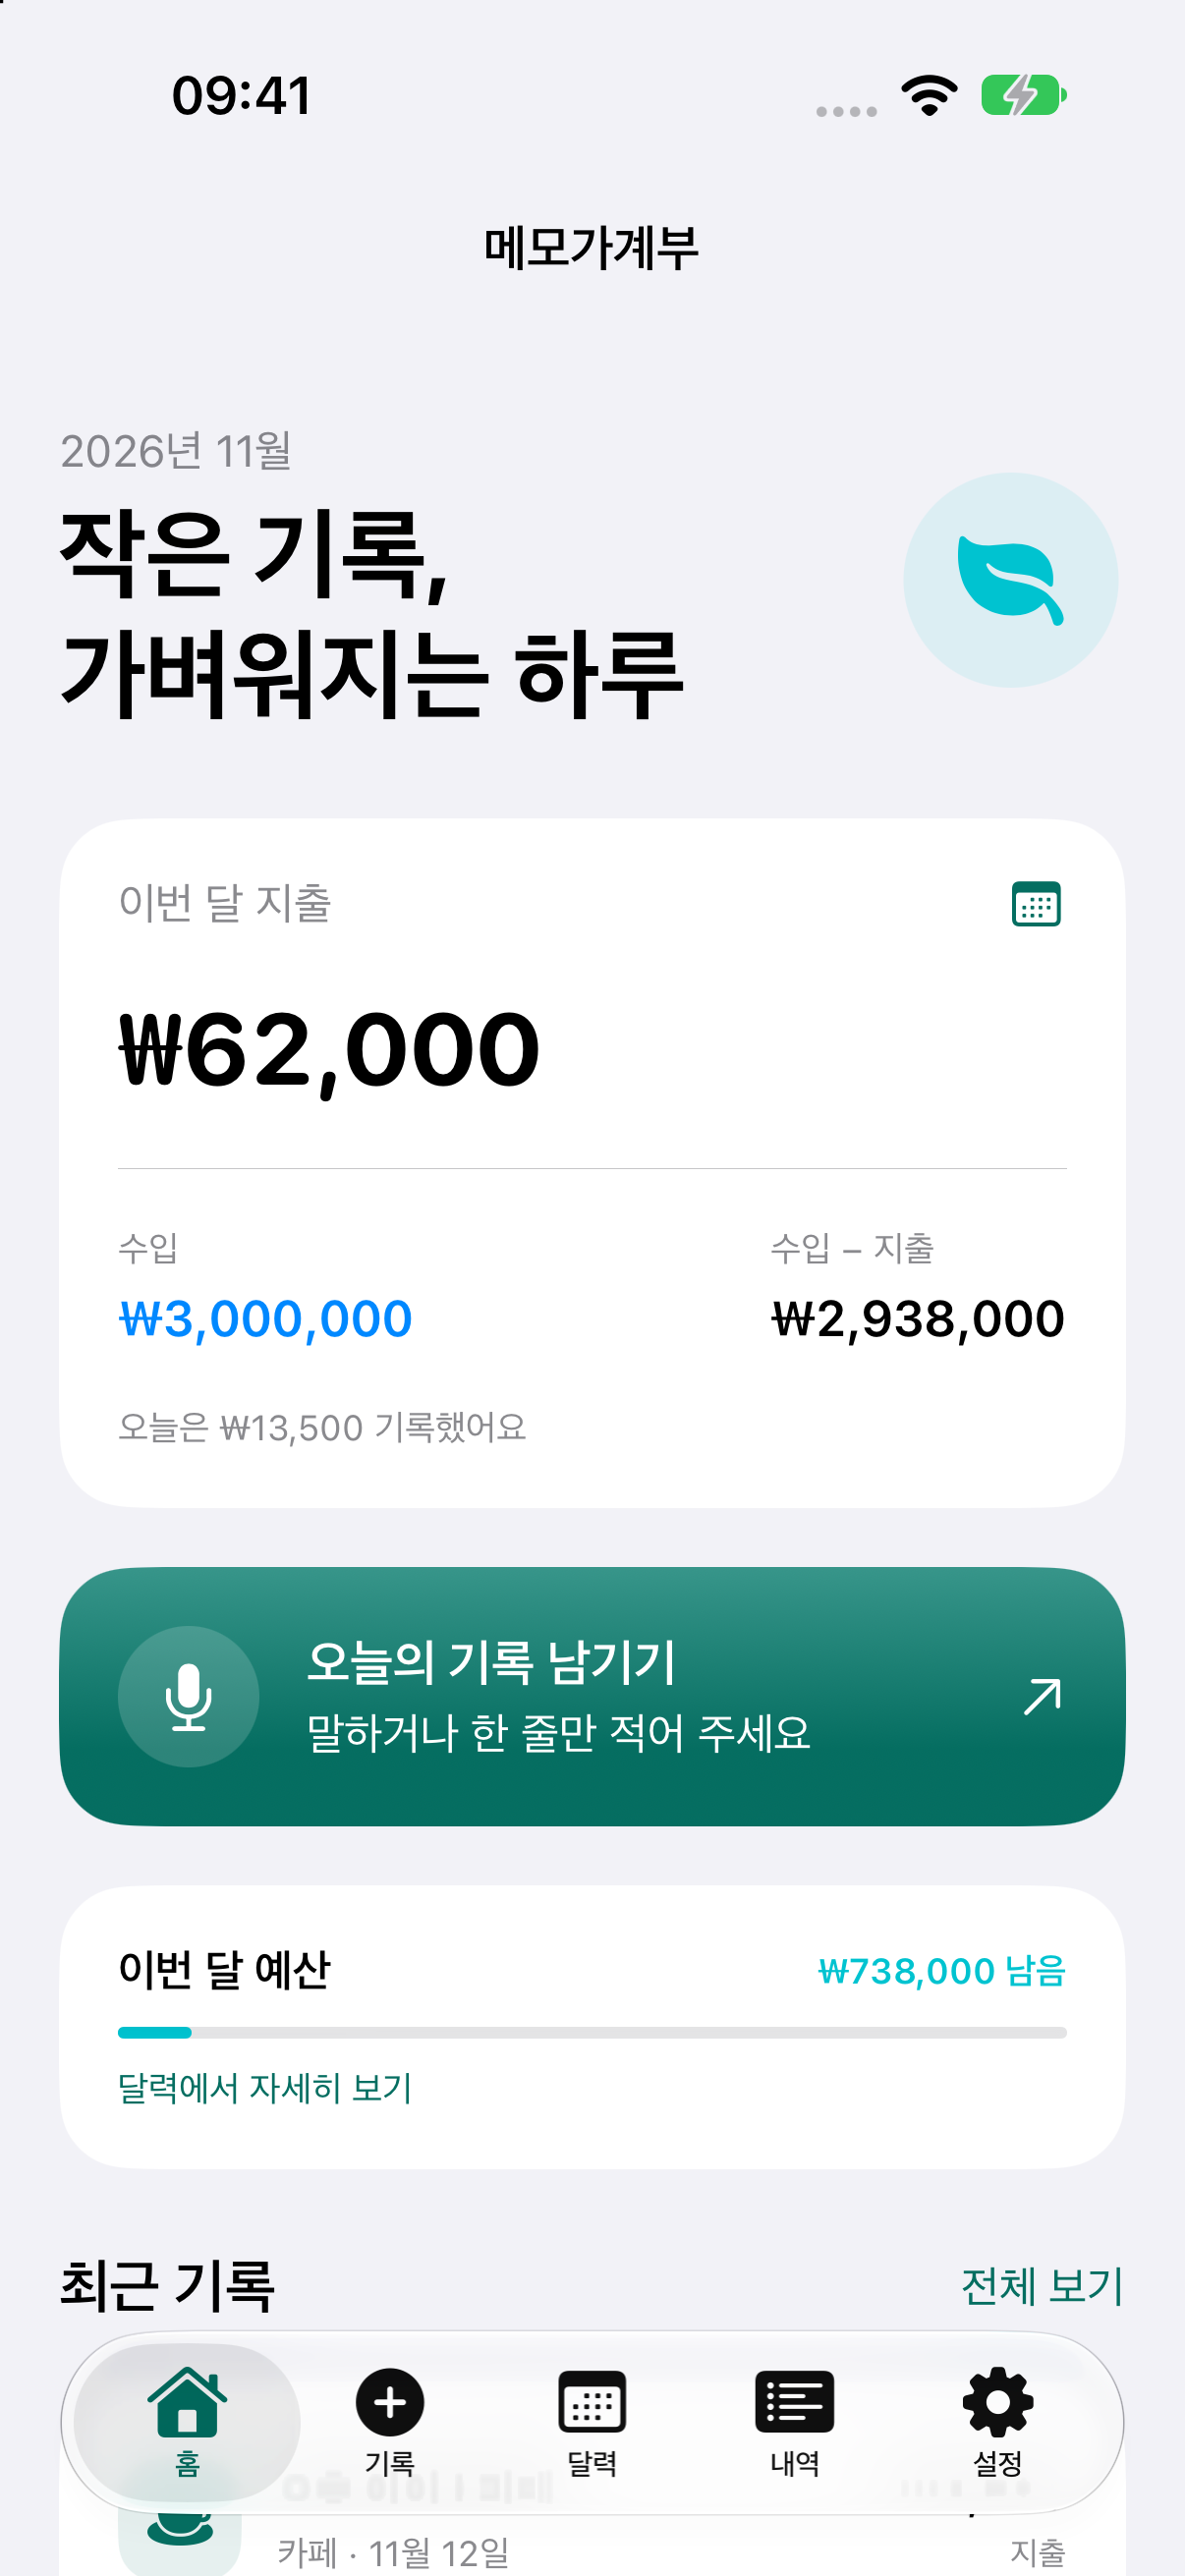 09:41
메모가계부
2026년 11월
작은 기록,
가벼워지는 하루
이번 달 지출
₩62,000
수입
수입 – 지출
₩3,000,000
₩2,938,000
오늘은 ₩13,500 기록했어요
오늘의 기록 남기기
말하거나 한 줄만 적어 주세요
이번 달 예산
₩738,000 남음
달력에서 자세히 보기
최근 기록
전체 보기
홈
기록
달력
내역
설정
카페 · 11월 12일
지출